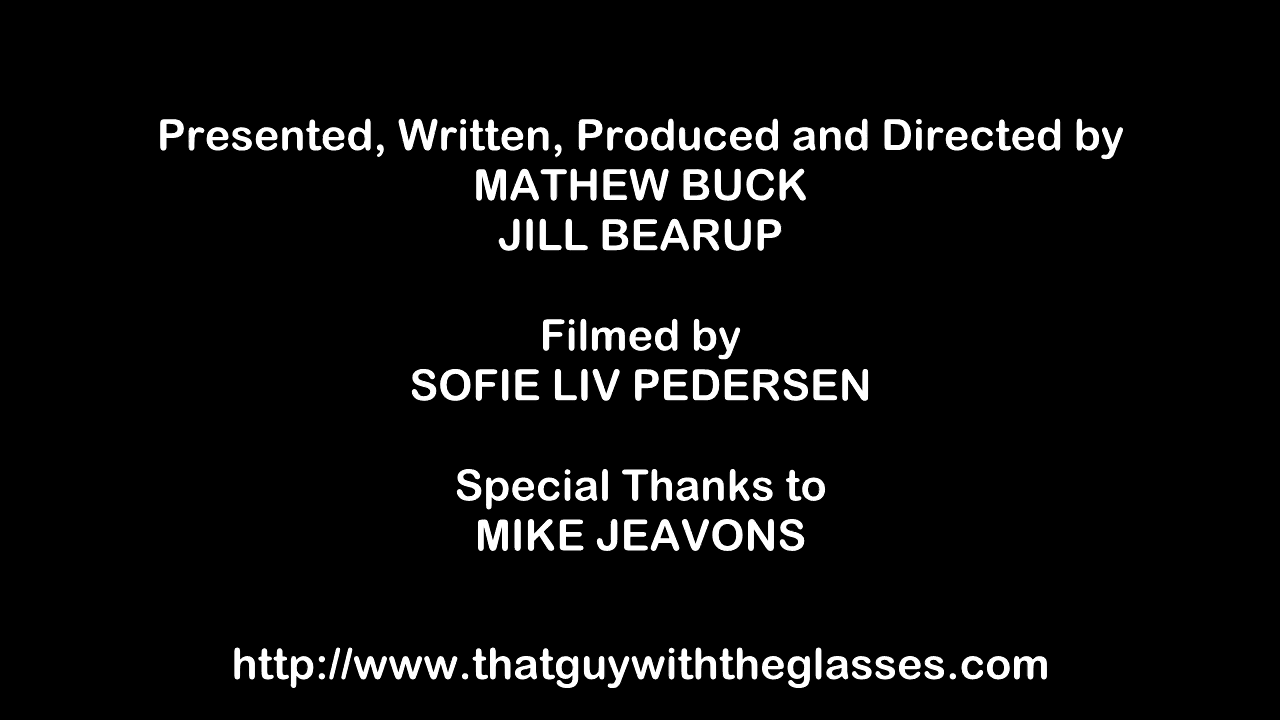 Presented, Written, Produced and Directed by
MATHEW BUCK
JILL BEARUP
Filmed by
SOFIE LIV PEDERSEN
Special Thanks to
MIKE JEAVONS
http://www.thatguywiththeglasses.com